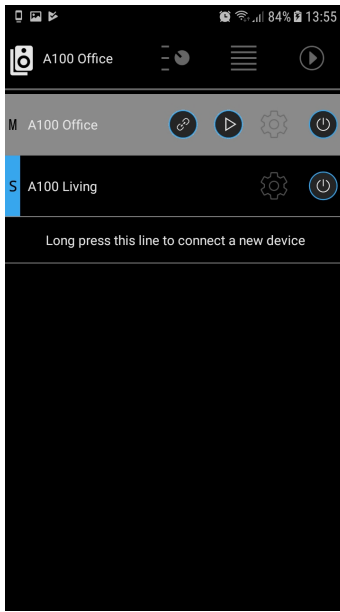 84% 13:55
A100 Office
M A100 Office
S A100 Living
Long press this line to connect a new device